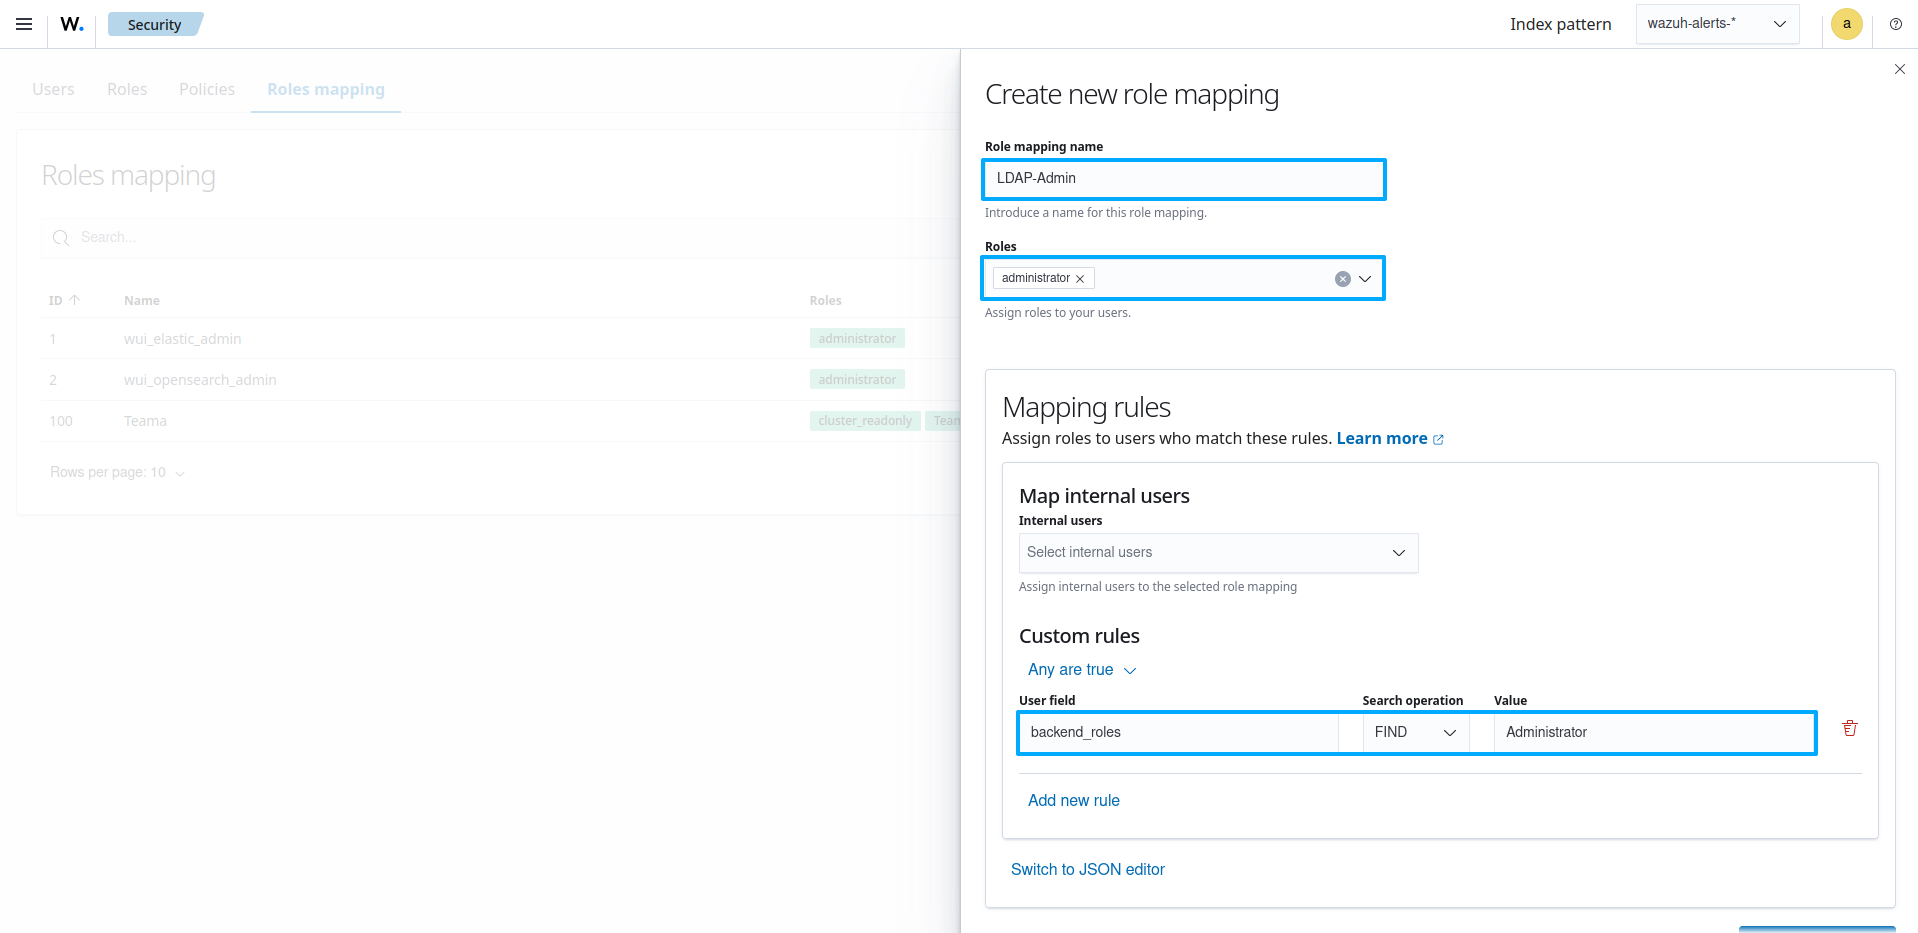 W. Security Index pattern wazuh-alerts-* a
Users Roles Policies Roles mapping
Roles mapping
Search...
ID Name Roles
1 wui_elastic_admin administrator
2 wui_opensearch_admin administrator
100 Teama cluster_readonly
Rows per page: 10
Create new role mapping
Role mapping name
LDAP-Admin
Introduce a name for this role mapping.
Roles
administrator
Assign roles to your users.
Mapping rules
Assign roles to users who match these rules. Learn more
Map internal users
Internal users
Select internal users
Assign internal users to the selected role mapping
Custom rules
Any are true
User field Search operation Value
backend_roles FIND Administrator
Add new rule
Switch to JSON editor